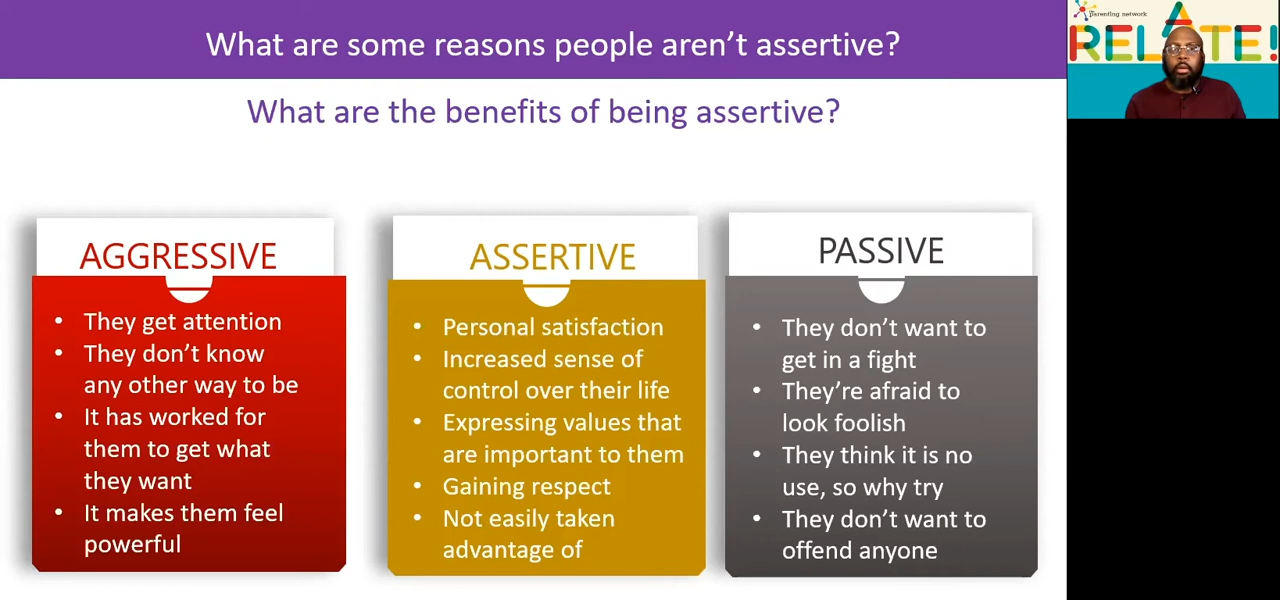 What are some reasons people aren't assertive?
What are the benefits of being assertive?
AGGRESSIVE
• They get attention
• They don't know
any other way to be
• It has worked for
them to get what
they want
• It makes them feel
powerful
ASSERTIVE
• Personal satisfaction
• Increased sense of
control over their life
• Expressing values that
are important to them
• Gaining respect
• Not easily taken
advantage of
PASSIVE
• They don't want to
get in a fight
• They're afraid to
look foolish
• They think it is no
use, so why try
• They don't want to
offend anyone
parenting network
RELATE!